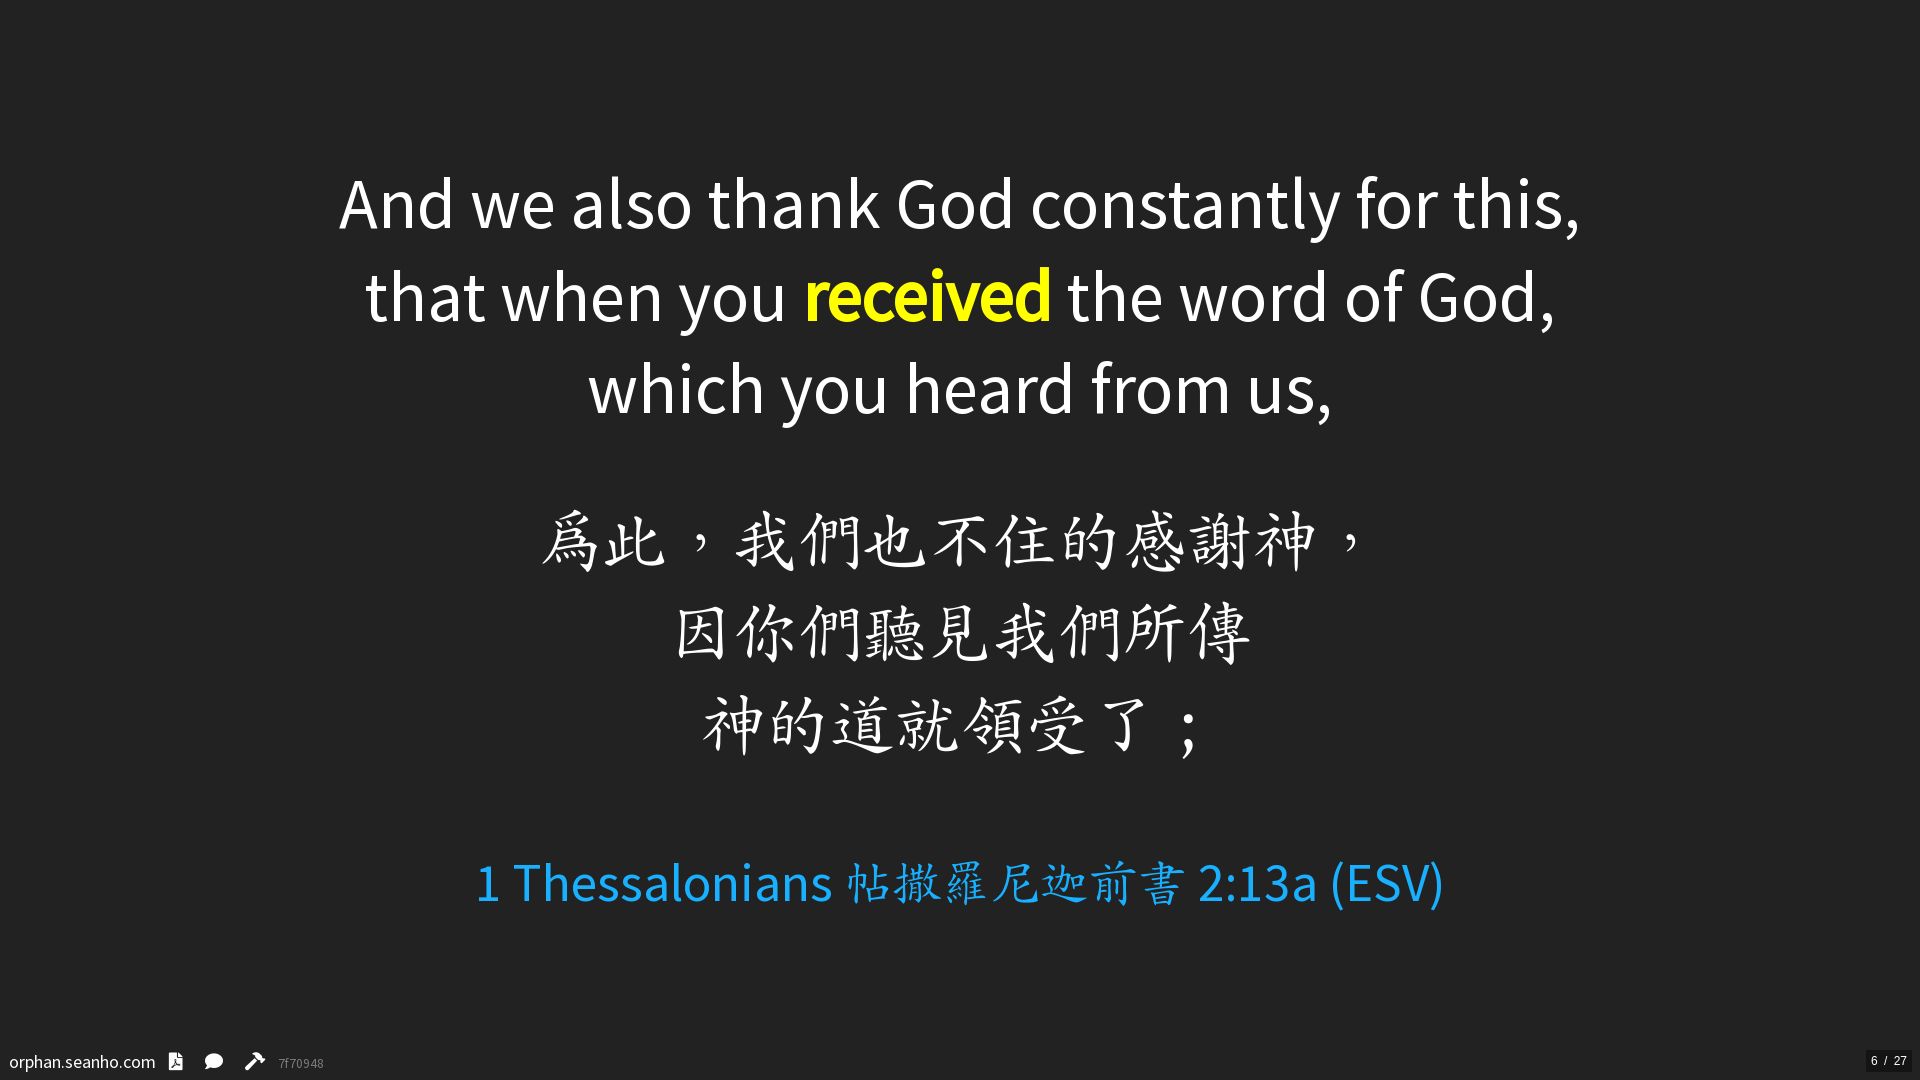 And we also thank God constantly for this,
that when you received the word of God,
which you heard from us,
爲此，我們也不住的感謝神，
因你們聽見我們所傳
神的道就領受了；
1 Thessalonians 帖撒羅尼迦前書 2:13a (ESV)
orphan.seanho.com 7f70948
6 / 27